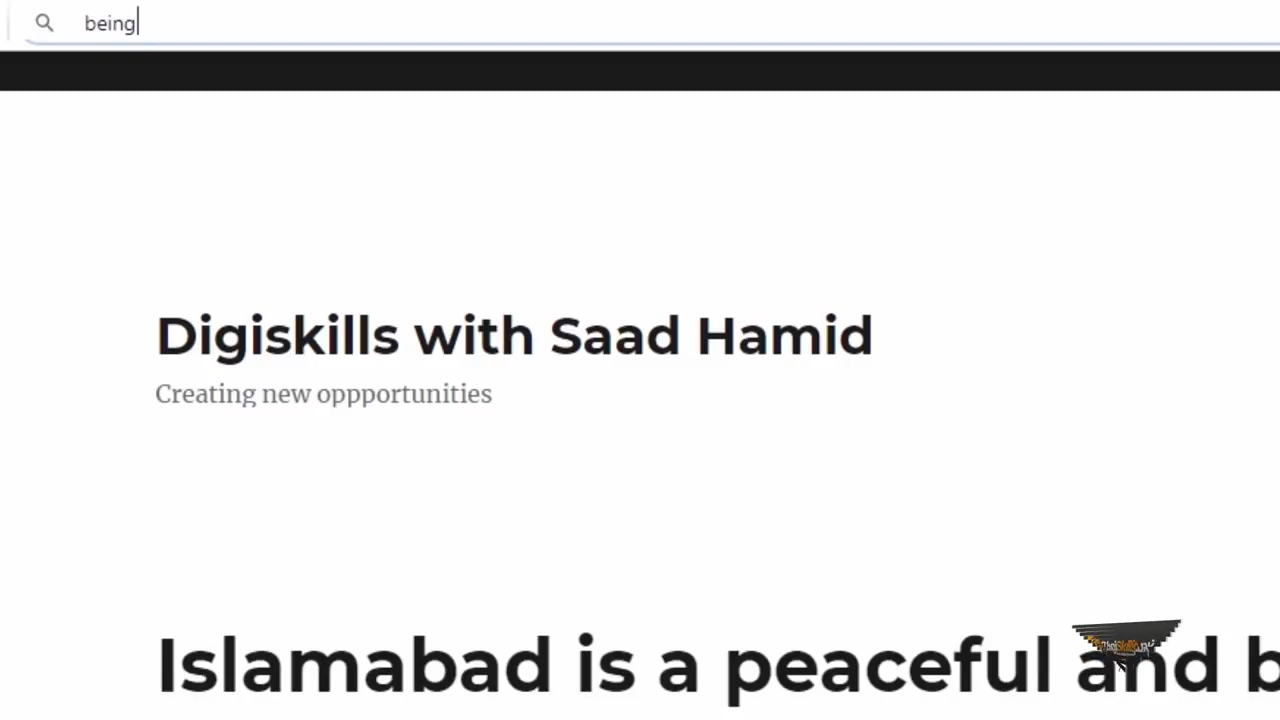 being
Digiskills with Saad Hamid
Creating new oppportunities
Islamabad is a peaceful and b